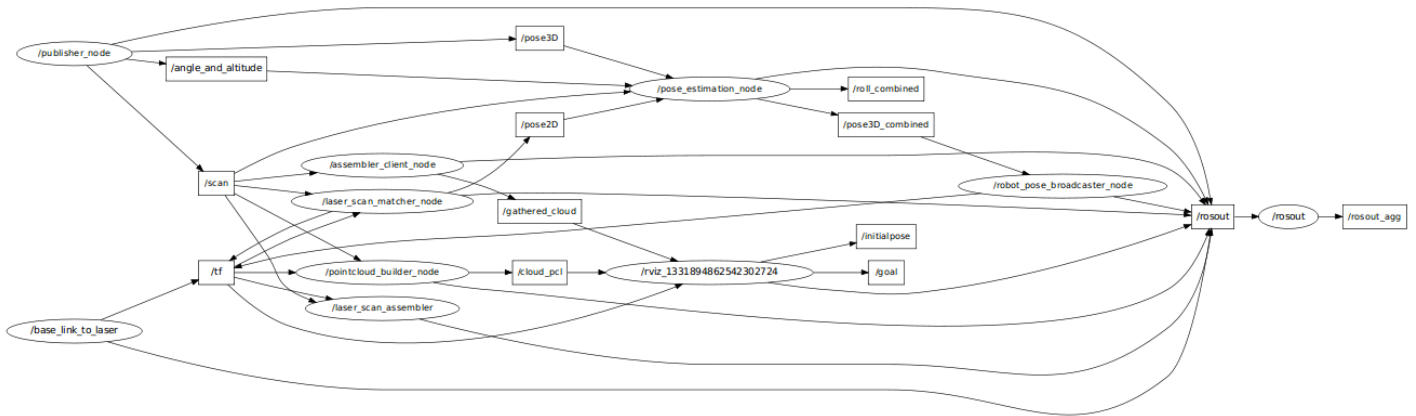 /publisher_node
/pose3D
/angle_and_altitude
/pose_estimation_node
/roll_combined
/pose2D
/pose3D_combined
/assembler_client_node
/scan
/laser_scan_matcher_node
/robot_pose_broadcaster_node
/gathered_cloud
/rosout
/rosout
/rosout_agg
/initialpose
/tf
/pointcloud_builder_node
/cloud_pcl
/rviz_1331894862542302724
/goal
/laser_scan_assembler
/base_link_to_laser